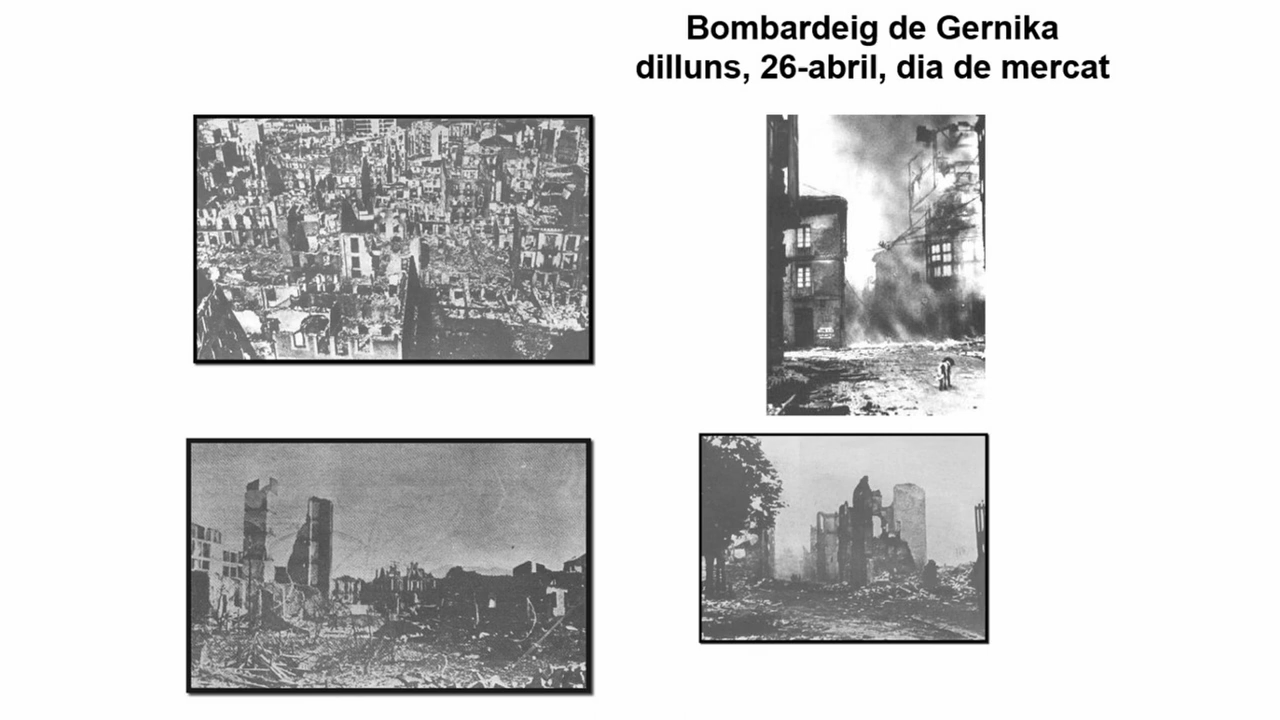 Bombardeig de Gernika
dilluns, 26-abril, dia de mercat